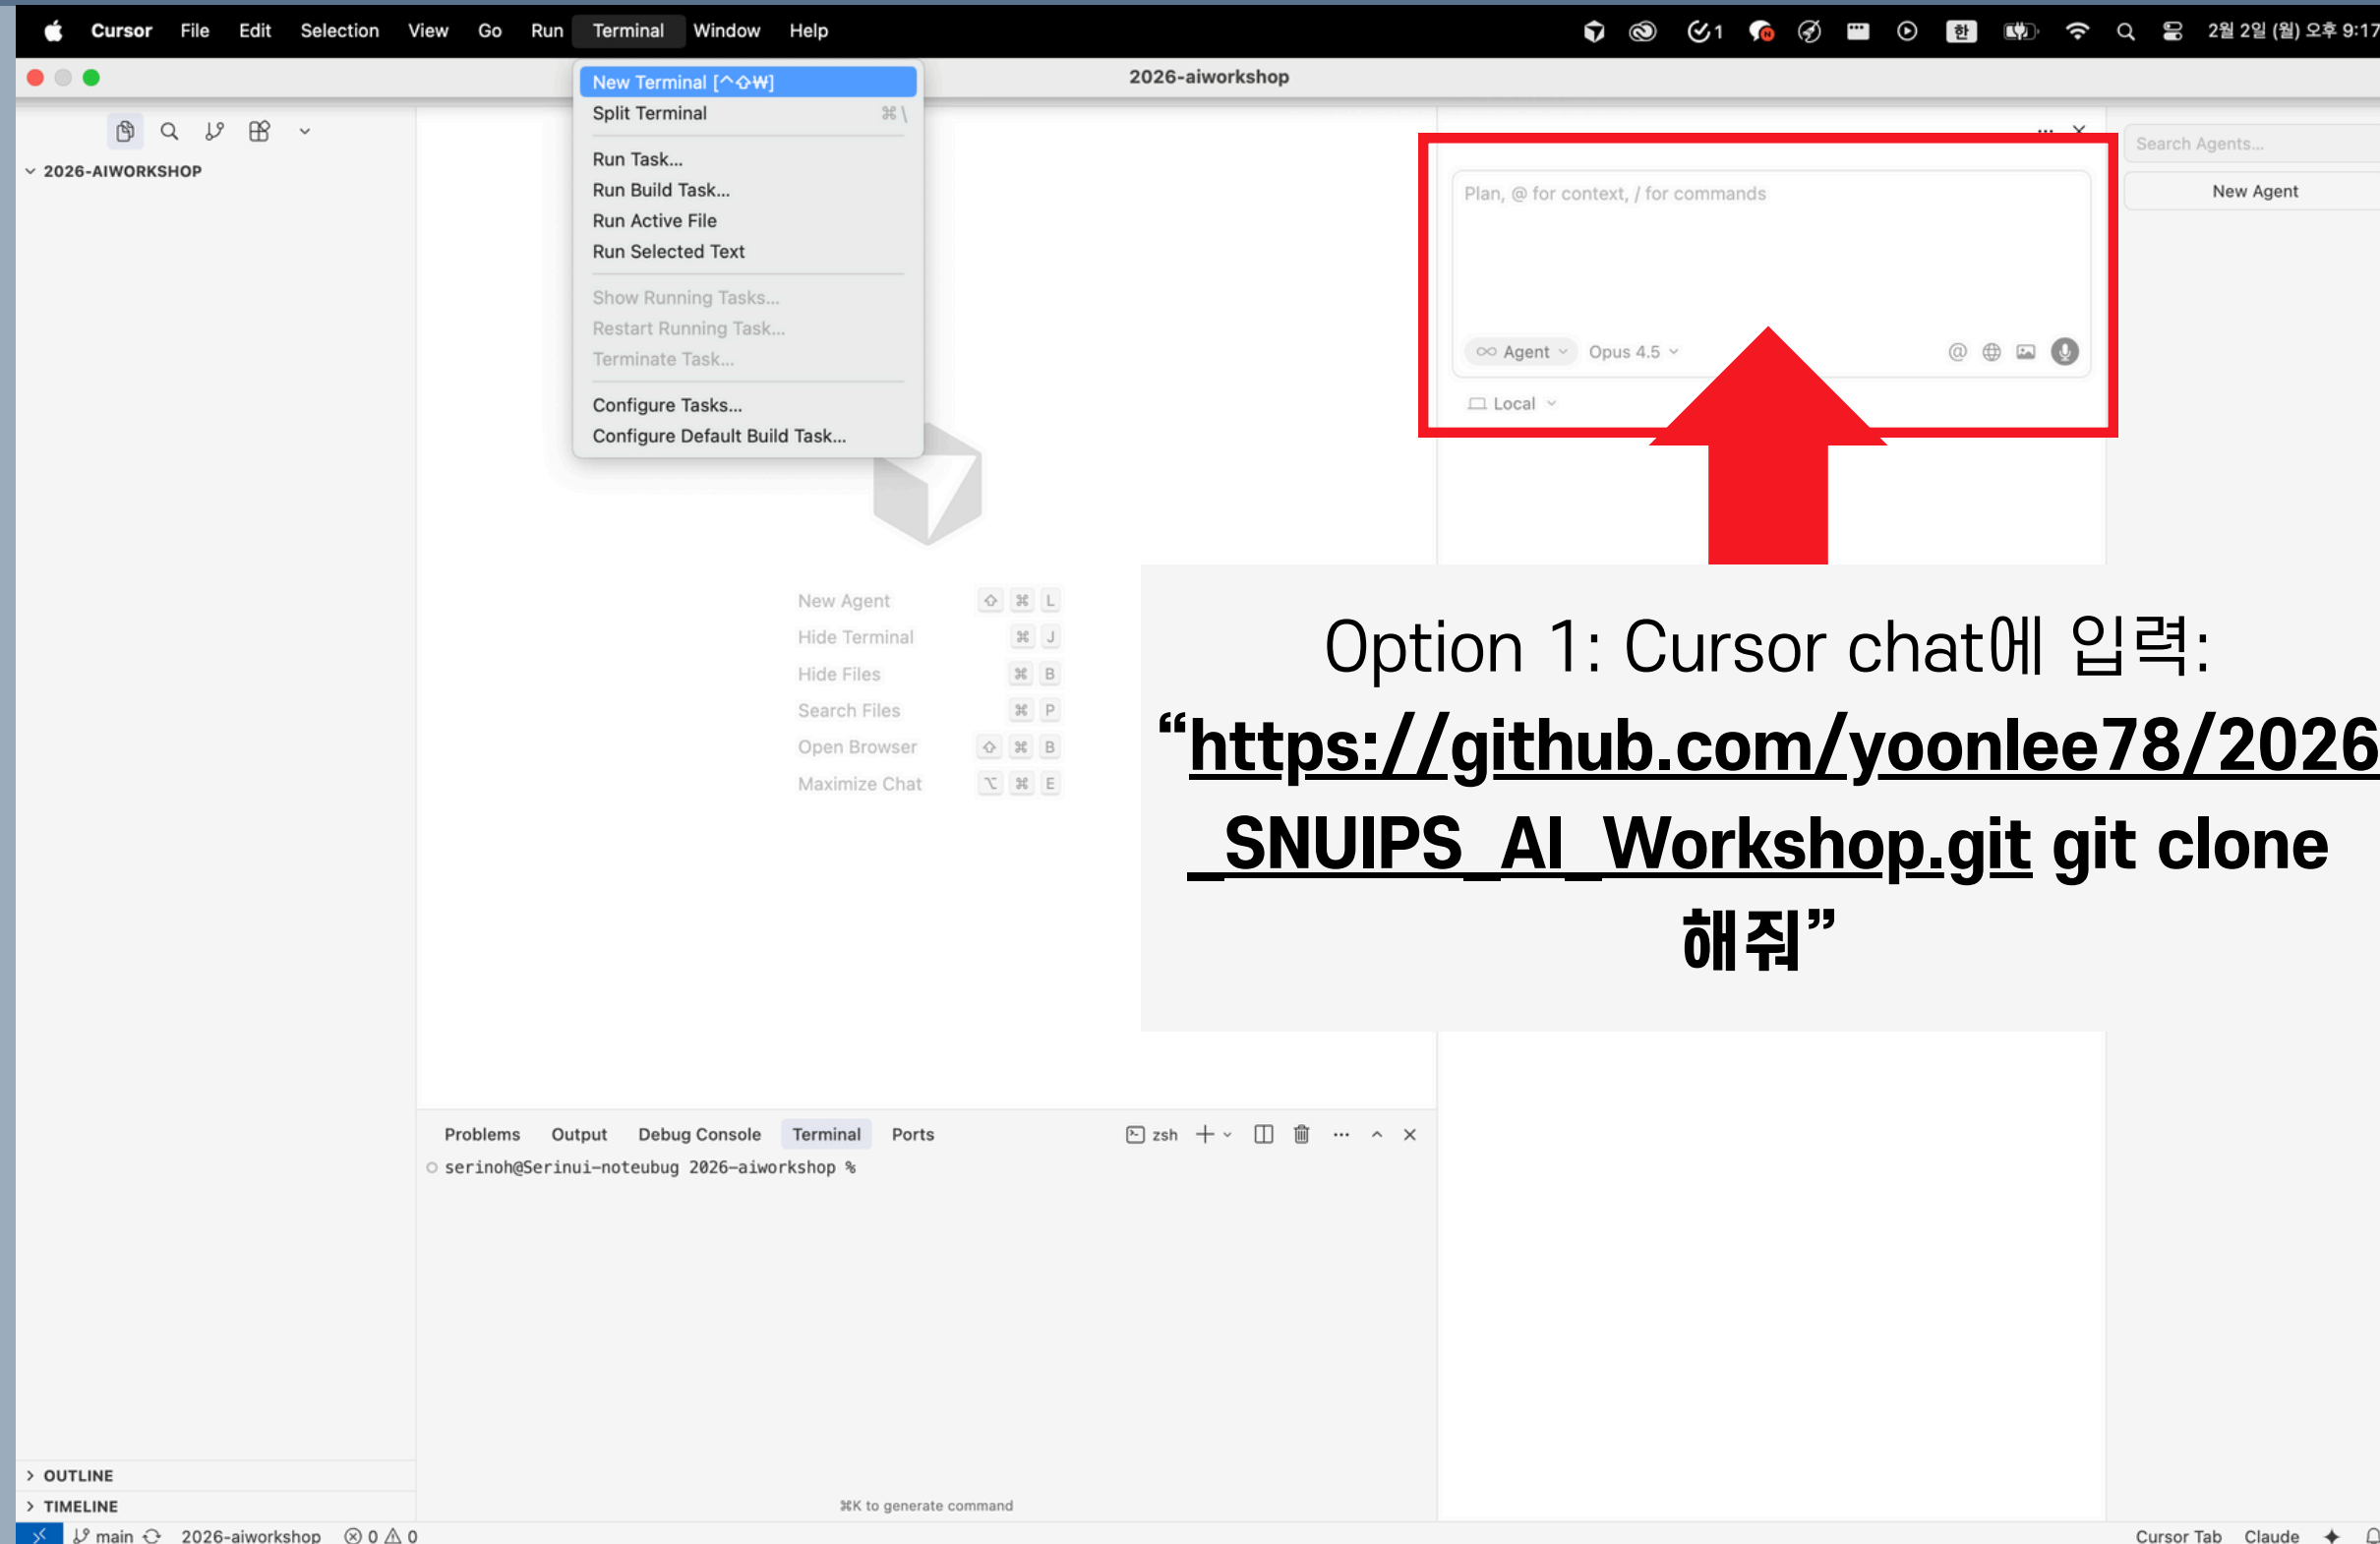 Cursor File Edit Selection View Go Run Terminal Window Help
1 한 2월 2일 (월) 오후 9:17
2026-aiworkshop
New Terminal [^⇧₩]
Split Terminal ⌘\
Run Task...
Run Build Task...
Run Active File
Run Selected Text
Show Running Tasks...
Restart Running Task...
Terminate Task...
Configure Tasks...
Configure Default Build Task...
2026-AIWORKSHOP
Plan, @ for context, / for commands
Agent Opus 4.5
Local
Search Agents...
New Agent
New Agent ⇧ ⌘ L
Hide Terminal ⌘ J
Hide Files ⌘ B
Search Files ⌘ P
Open Browser ⇧ ⌘ B
Maximize Chat ⌥ ⌘ E
Option 1: Cursor chat에 입력:
“https://github.com/yoonlee78/2026
_SNUIPS_AI_Workshop.git git clone
해줘”
Problems Output Debug Console Terminal Ports
zsh
serinoh@Serinui-noteubug 2026-aiworkshop %
⌘K to generate command
OUTLINE
TIMELINE
main 2026-aiworkshop 0 0
Cursor Tab Claude